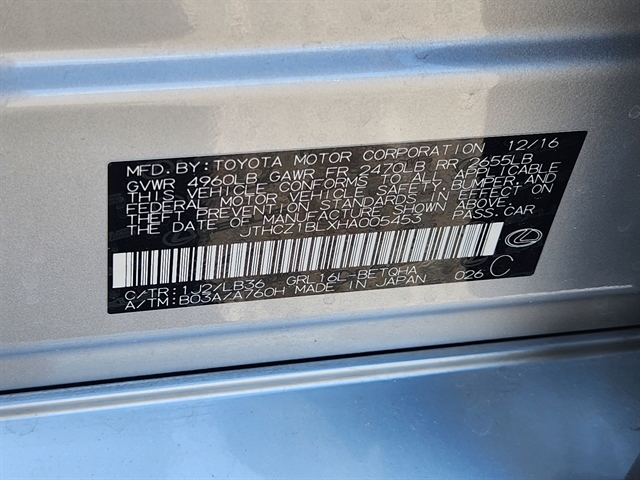 MFD. BY: TOYOTA MOTOR CORPORATION 12/16
GVWR 4960LB GAWR FR 2470LB RR 2655LB
THIS VEHICLE CONFORMS TO ALL APPLICABLE
FEDERAL MOTOR VEHICLE SAFETY, BUMPER, AND
THEFT PREVENTION STANDARDS IN EFFECT ON
THE DATE OF MANUFACTURE SHOWN ABOVE.
JTHCZ1BLXHA005453 PASS. CAR
C/TR: 1J2/LB36 GRL16L-BETQHA
A/TM: B03A/A760H MADE IN JAPAN 026 C